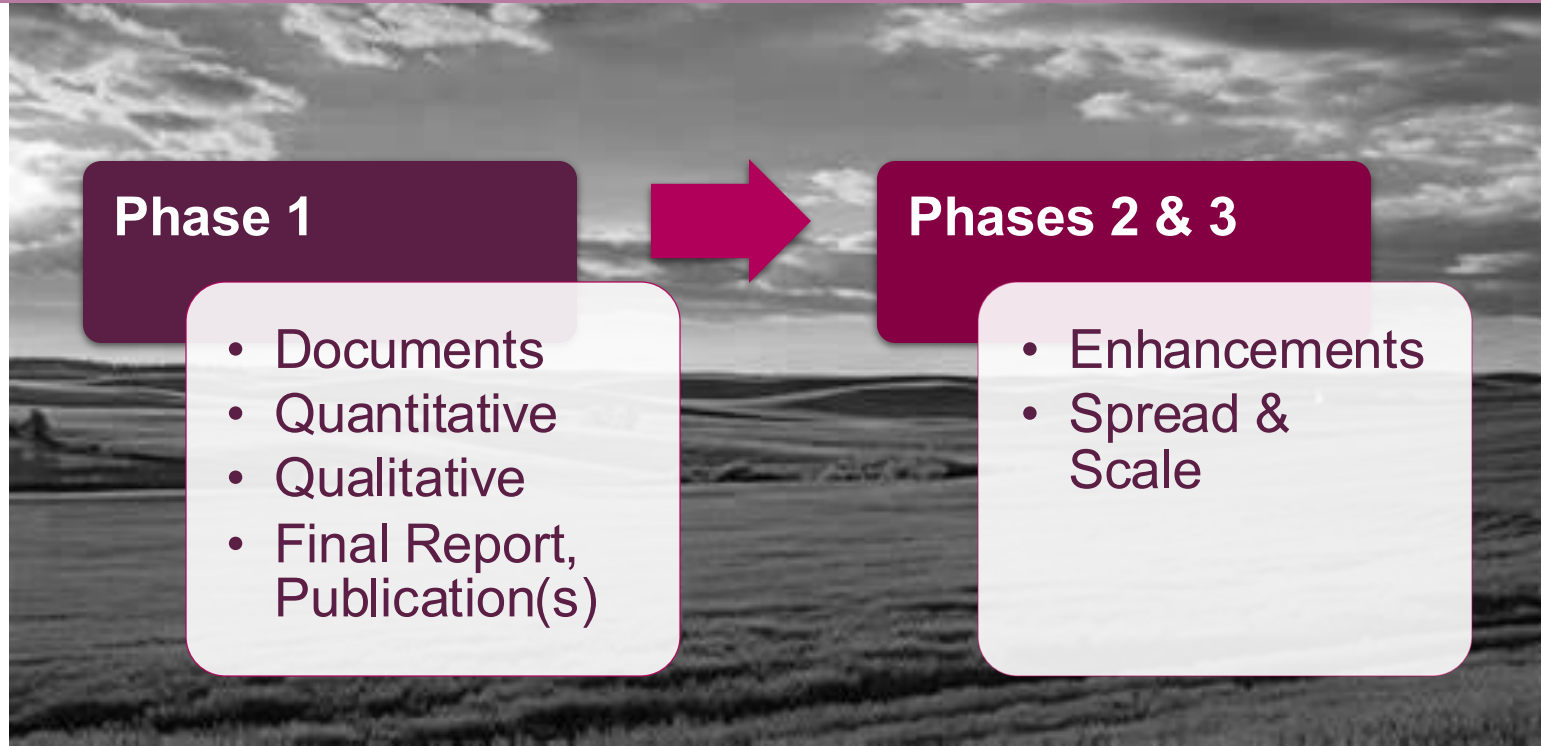 Phase 1
• Documents
• Quantitative
• Qualitative
• Final Report,
Publication(s)
Phases 2 & 3
• Enhancements
• Spread &
Scale